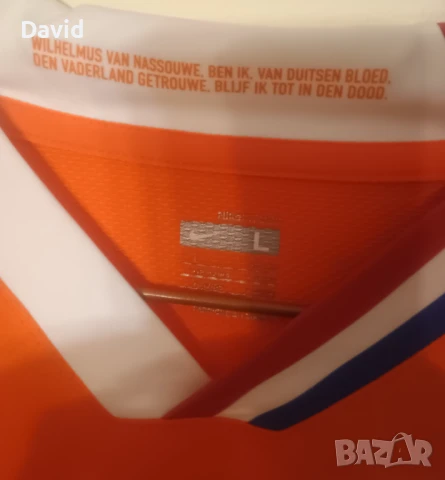 David
WILHELMUS VAN NASSOUWE. BEN IK. VAN DUITSEN BLOED.
DEN VADERLAND GETROUWE. BLIJF IK TOT IN DEN DOOD.
L
BAZAR
bg